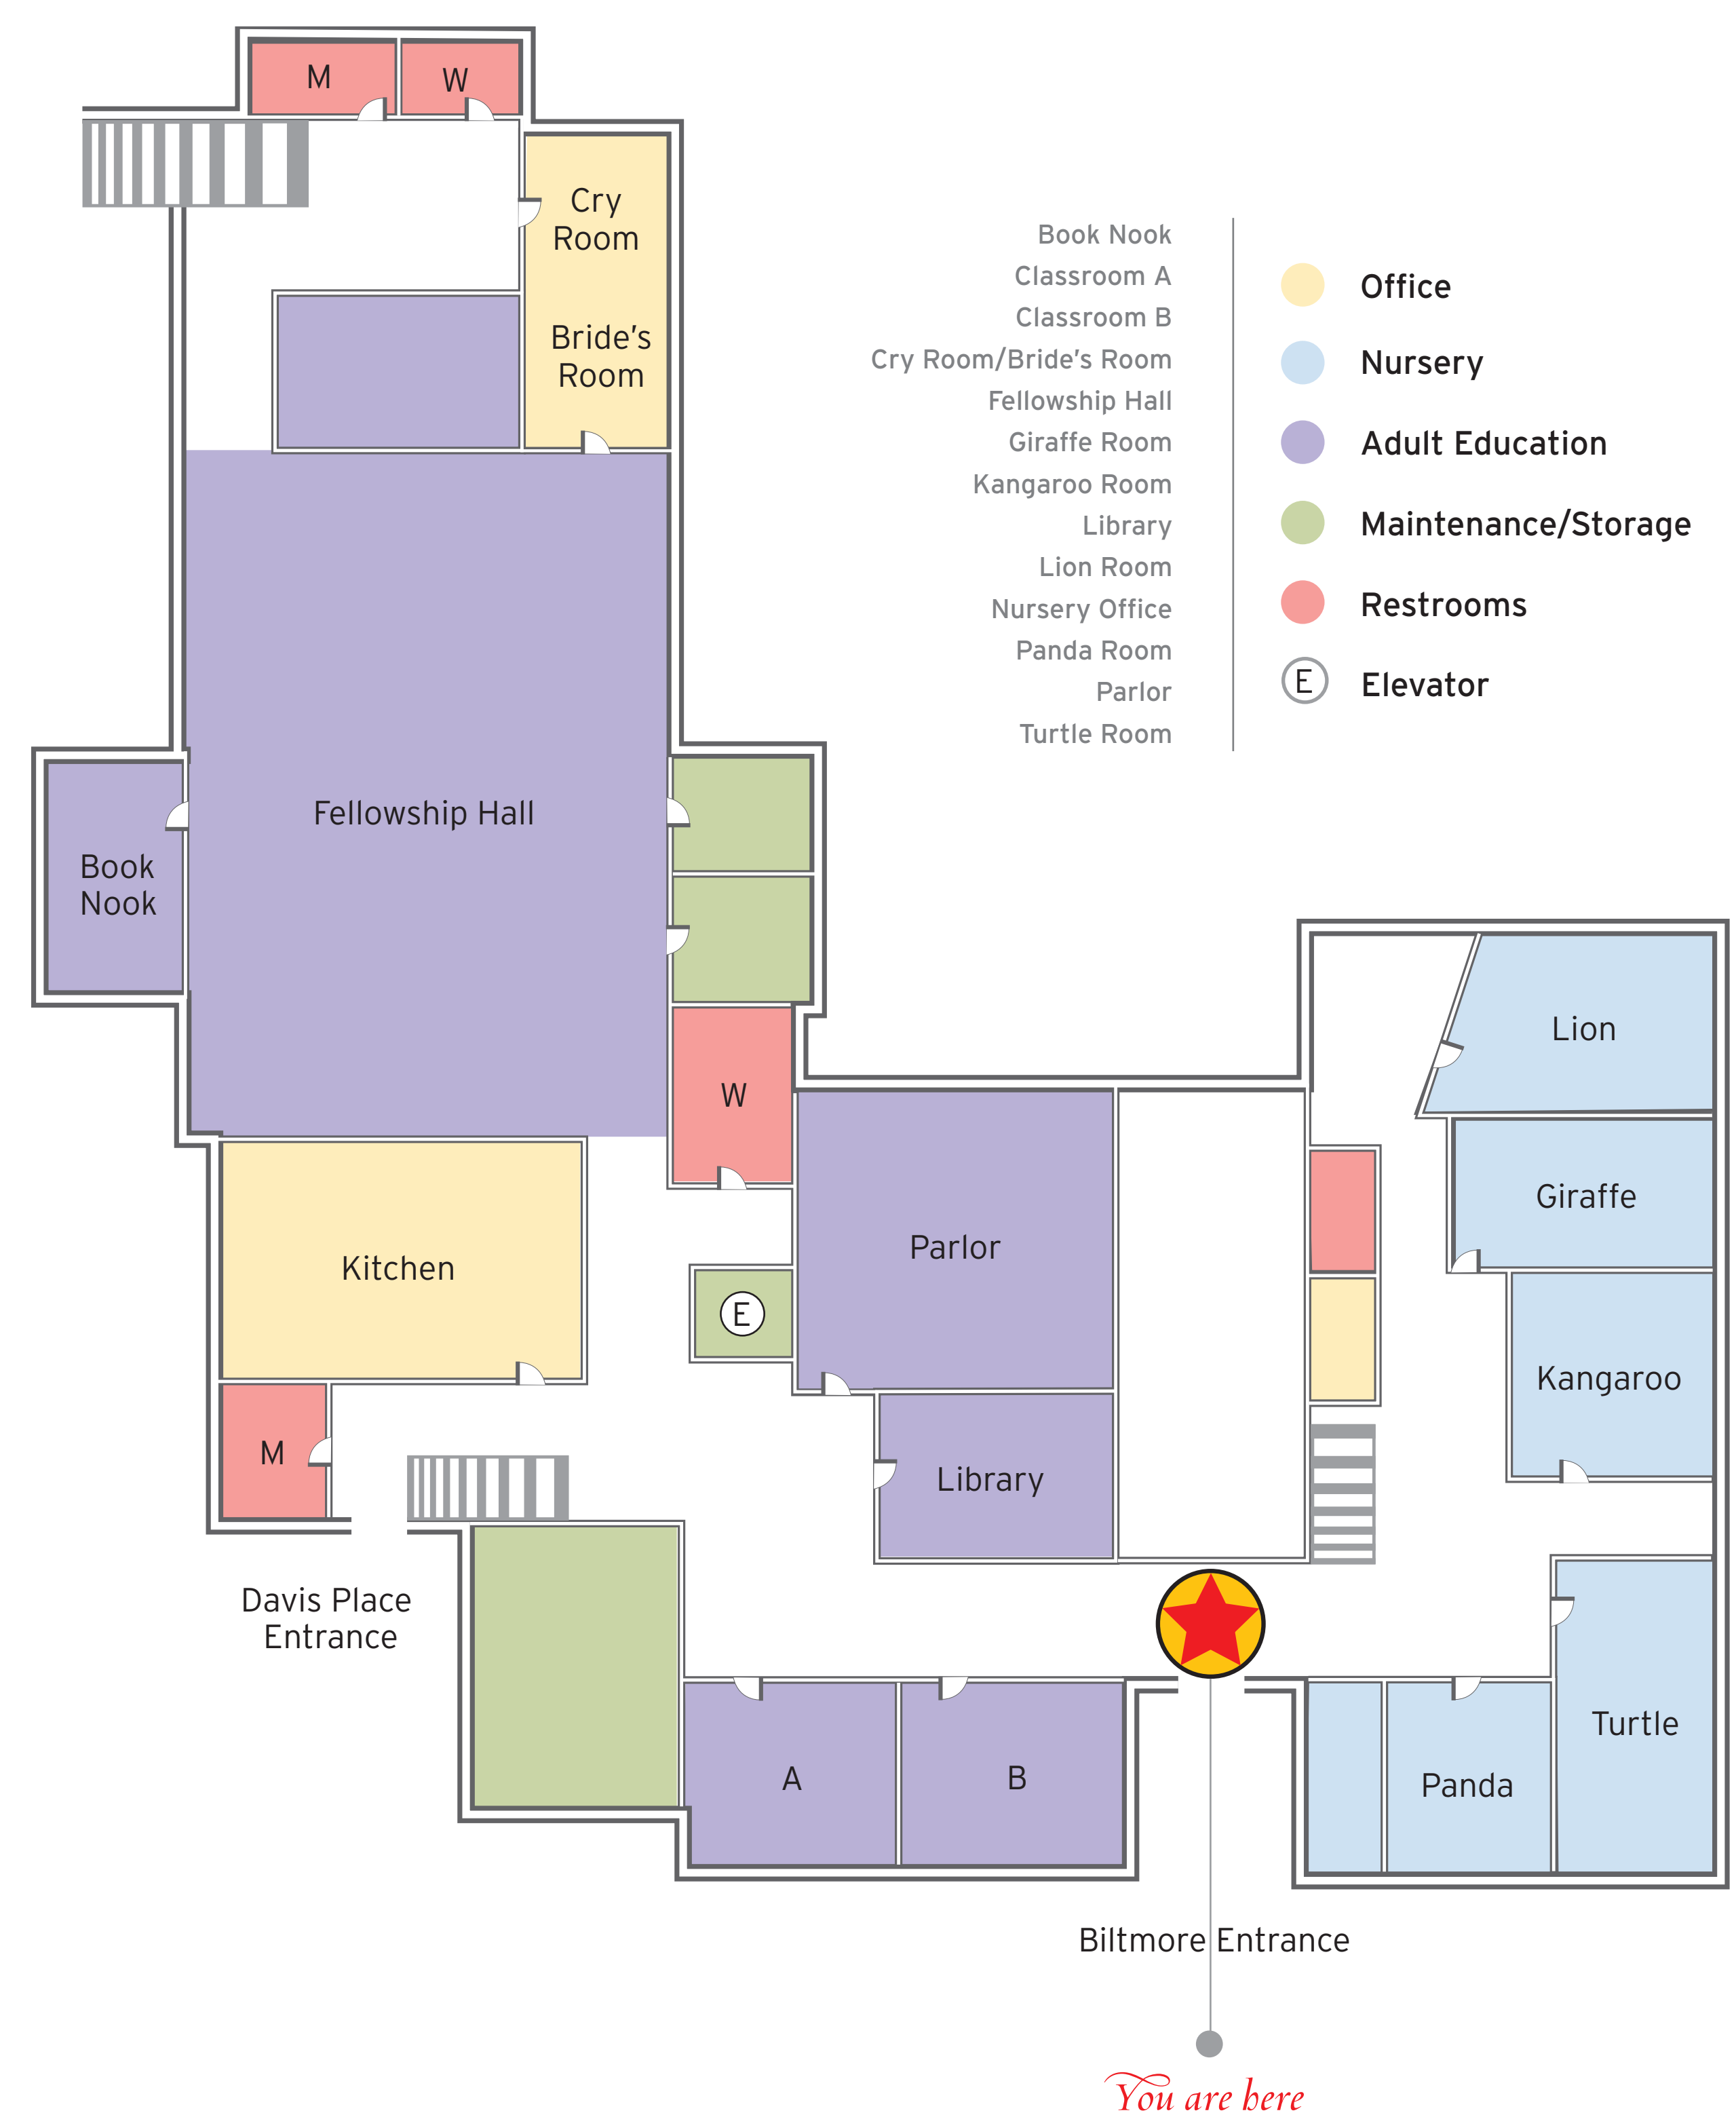 M
W
Cry
Room
Bride's
Room
Book Nook
Classroom A
Classroom B
Cry Room/Bride's Room
Fellowship Hall
Giraffe Room
Kangaroo Room
Library
Lion Room
Nursery Office
Panda Room
Parlor
Turtle Room
Office
Nursery
Adult Education
Maintenance/Storage
Restrooms
E
Elevator
Fellowship Hall
Book
Nook
W
Lion
Giraffe
Parlor
Kitchen
E
Kangaroo
M
Library
Davis Place
Entrance
Turtle
A
B
Panda
Biltmore Entrance
You are here